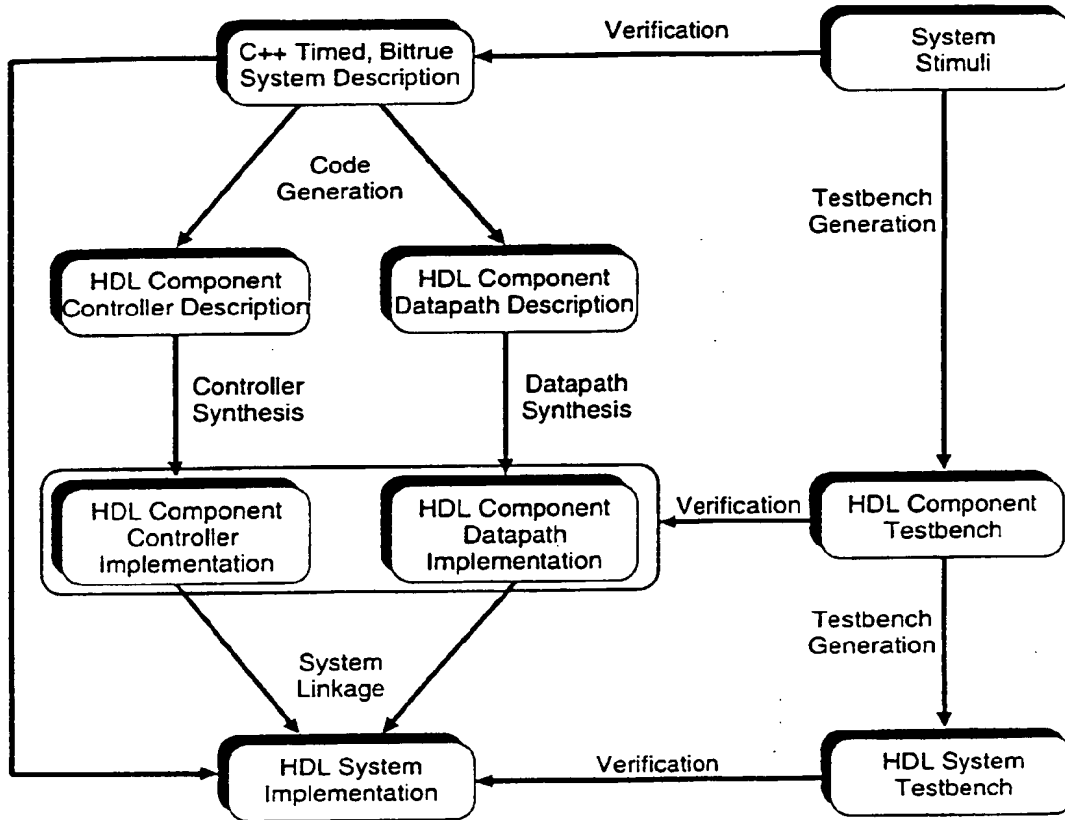 C++ Timed, Bittrue
System Description
Verification
System
Stimuli
Code
Generation
Testbench
Generation
HDL Component
Controller Description
HDL Component
Datapath Description
Controller
Synthesis
Datapath
Synthesis
HDL Component
Controller
Implementation
HDL Component
Datapath
Implementation
Verification
HDL Component
Testbench
Testbench
Generation
System
Linkage
HDL System
Implementation
Verification
HDL System
Testbench